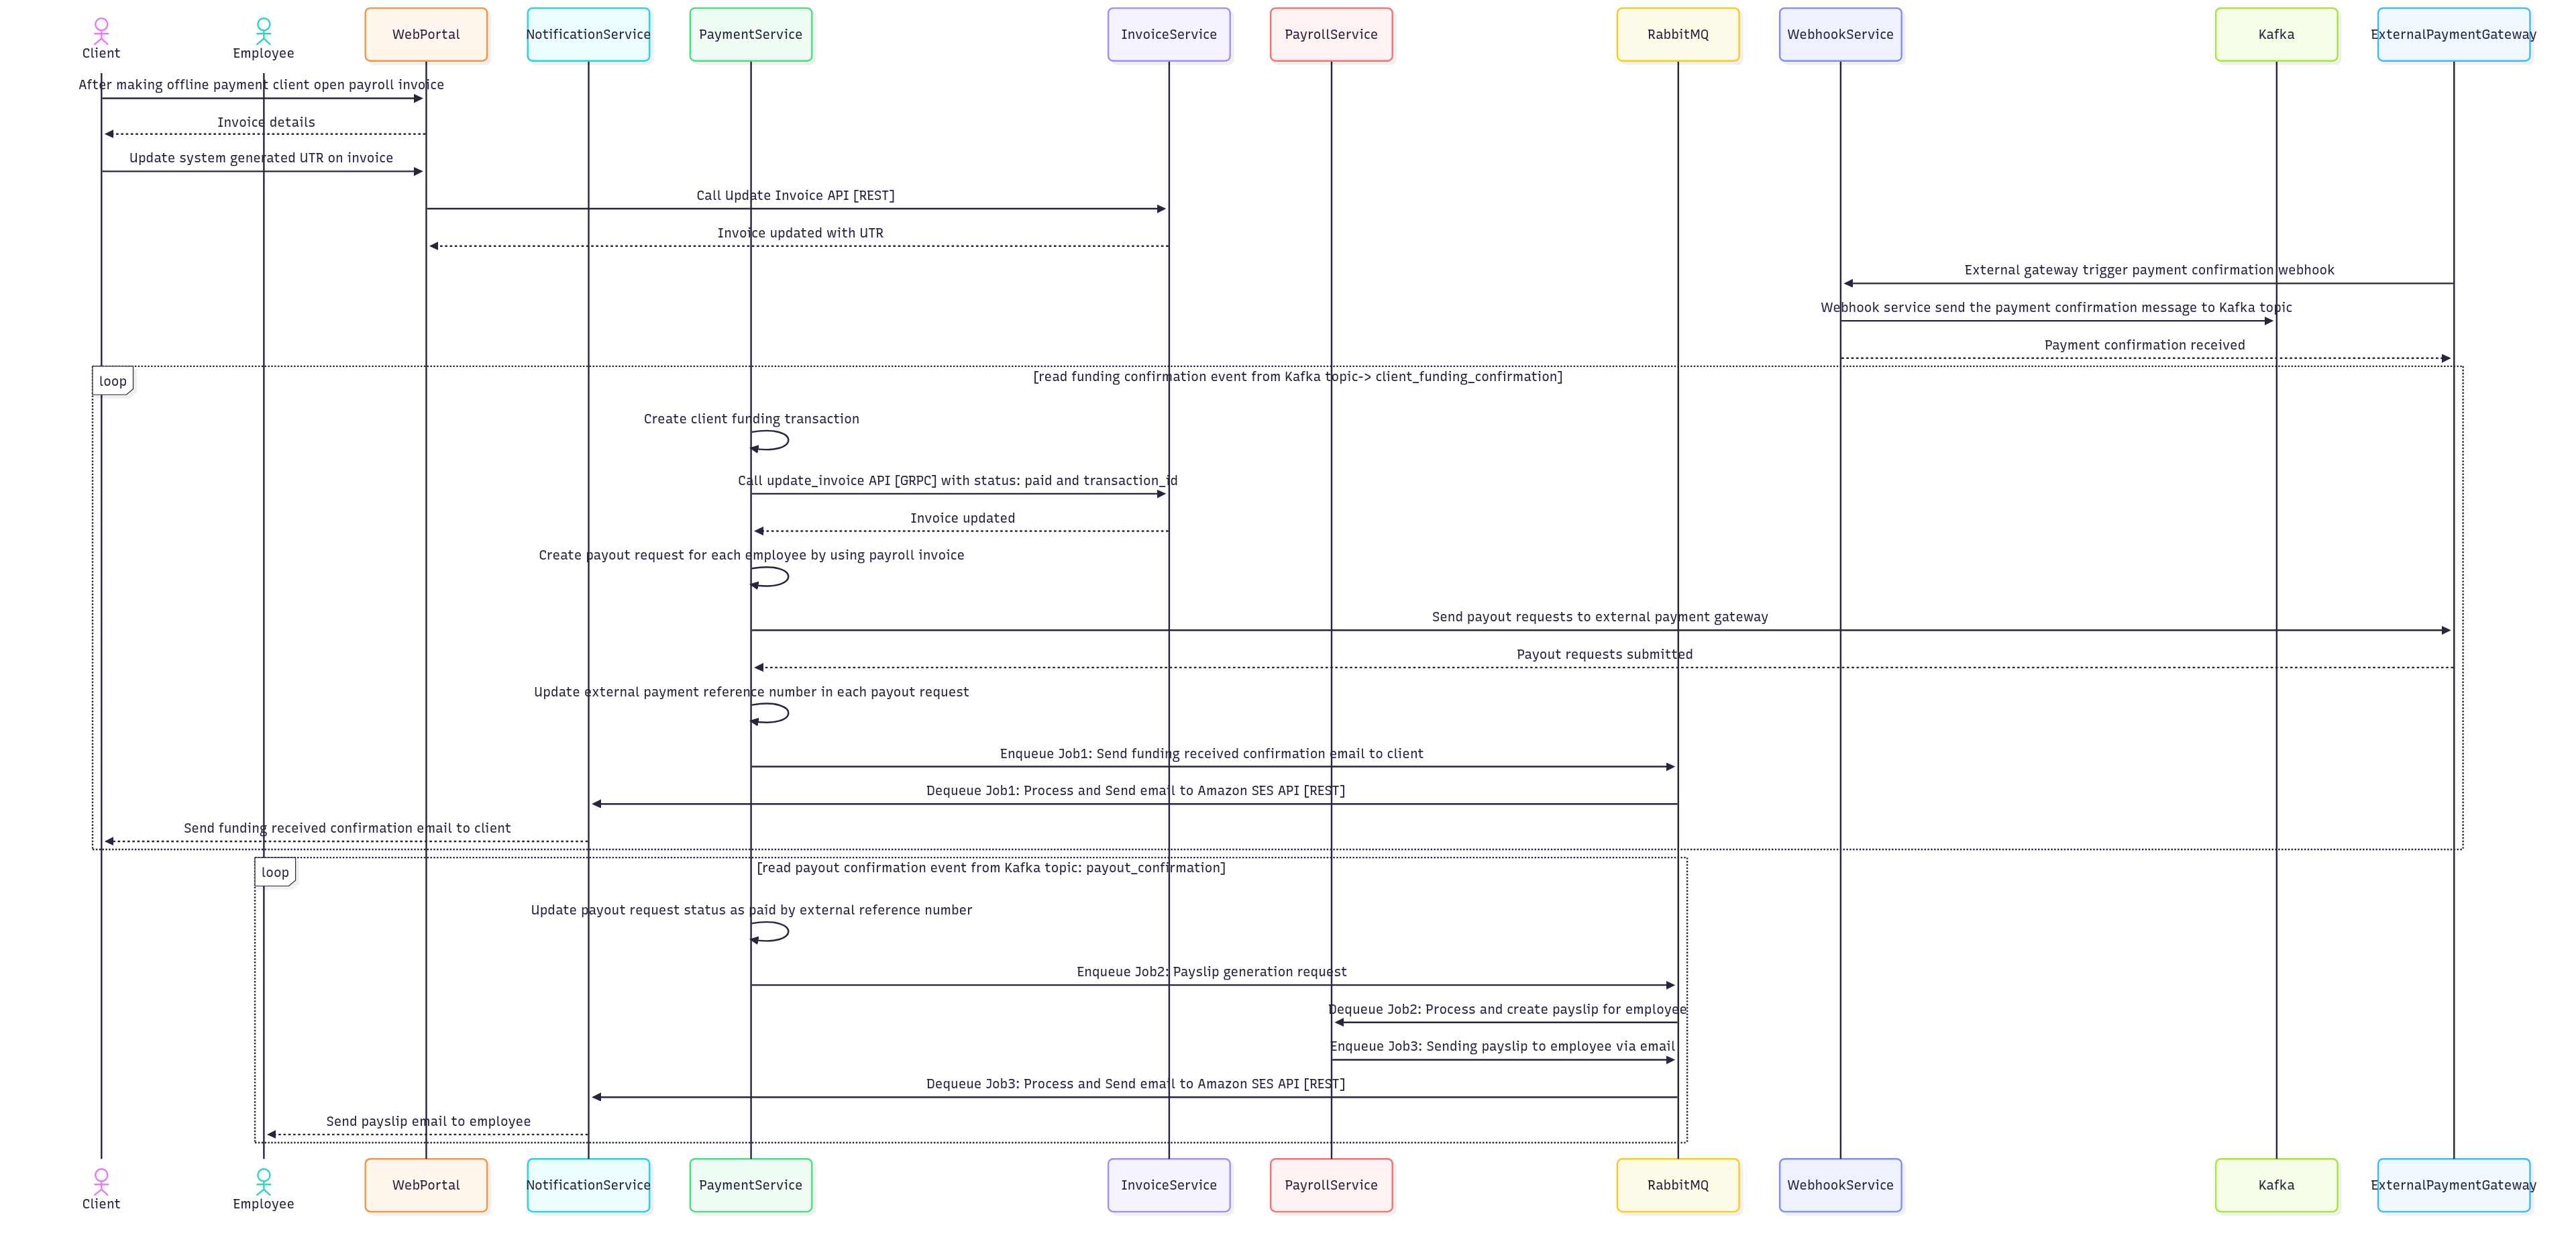 Client
Employee
WebPortal
NotificationService
PaymentService
InvoiceService
PayrollService
RabbitMQ
WebhookService
Kafka
ExternalPaymentGateway
After making offline payment client open payroll invoice
Invoice details
Update system generated UTR on invoice
Call Update Invoice API [REST]
Invoice updated with UTR
External gateway trigger payment confirmation webhook
Webhook service send the payment confirmation message to Kafka topic
Payment confirmation received
loop
[read funding confirmation event from Kafka topic-> client_funding_confirmation]
Create client funding transaction
Call update_invoice API [GRPC] with status: paid and transaction_id
Invoice updated
Create payout request for each employee by using payroll invoice
Send payout requests to external payment gateway
Payout requests submitted
Update external payment reference number in each payout request
Enqueue Job1: Send funding received confirmation email to client
Dequeue Job1: Process and Send email to Amazon SES API [REST]
Send funding received confirmation email to client
loop
[read payout confirmation event from Kafka topic: payout_confirmation]
Update payout request status as paid by external reference number
Enqueue Job2: Payslip generation request
Dequeue Job2: Process and create payslip for employee
Enqueue Job3: Sending payslip to employee via email
Dequeue Job3: Process and Send email to Amazon SES API [REST]
Send payslip email to employee
Client
Employee
WebPortal
NotificationService
PaymentService
InvoiceService
PayrollService
RabbitMQ
WebhookService
Kafka
ExternalPaymentGateway